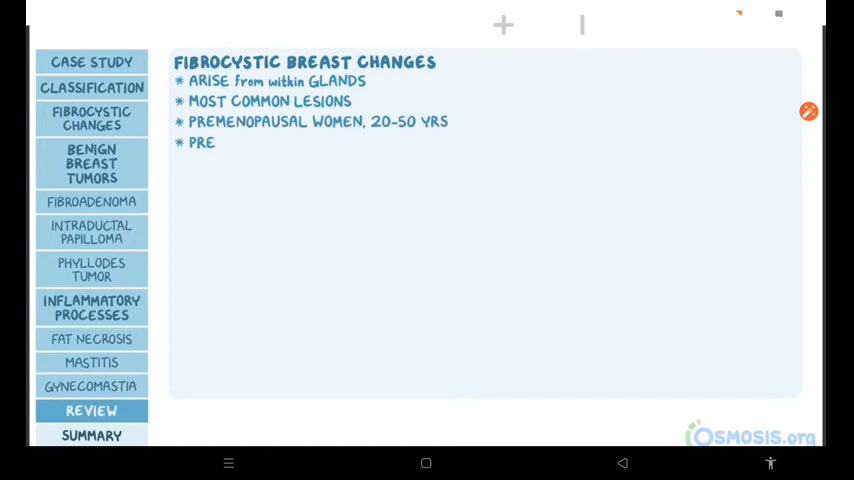 CASE STUDY
CLASSIFICATION
FIBROCYSTIC
CHANGES
BENIGN
BREAST
TUMORS
FIBROADENOMA
INTRADUCTAL
PAPILLOMA
PHYLLODES
TUMOR
INFLAMMATORY
PROCESSES
FAT NECROSIS
MASTITIS
GYNECOMASTIA
REVIEW
SUMMARY
FIBROCYSTIC BREAST CHANGES
* ARISE from within GLANDS
* MOST COMMON LESIONS
* PREMENOPAUSAL WOMEN, 20-50 YRS
* PRE
OSMOSIS.org